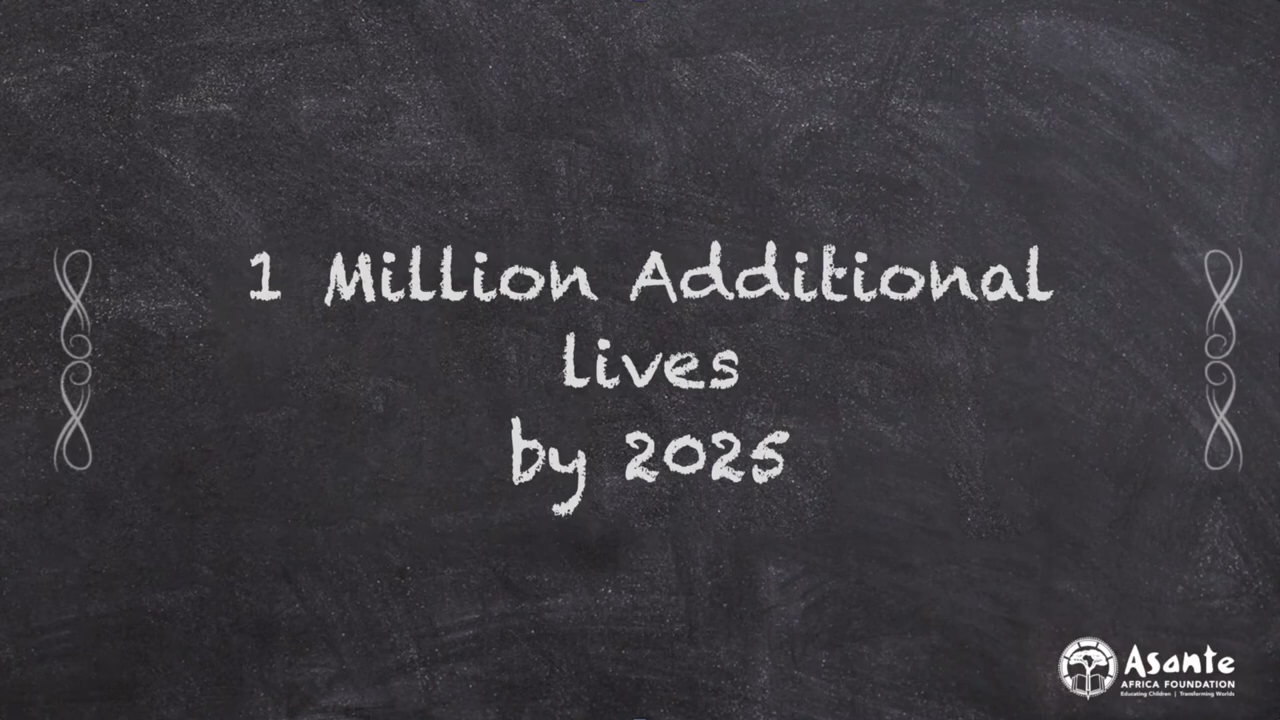 1 Million Additional
lives
by 2025
Asante
AFRICA FOUNDATION
Educating Children | Transforming Worlds